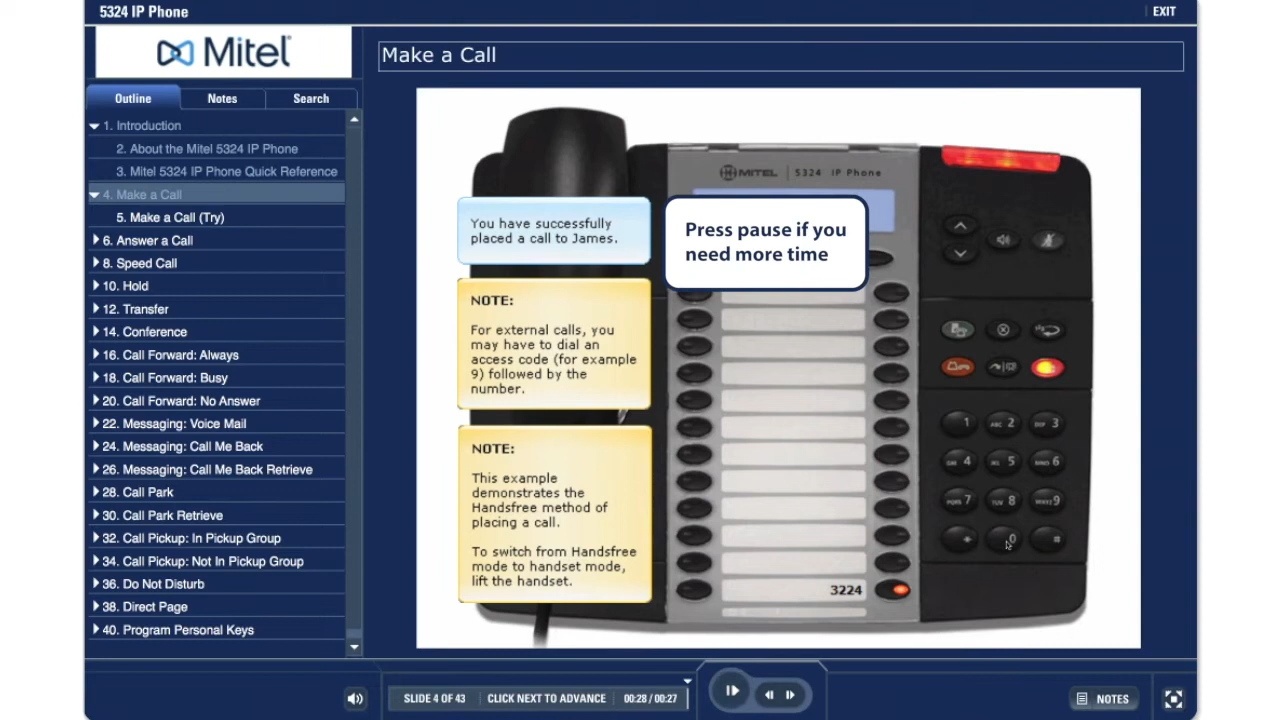 5324 IP Phone
EXIT
Mitel
Make a Call
Outline
Notes
Search
1. Introduction
2. About the Mitel 5324 IP Phone
3. Mitel 5324 IP Phone Quick Reference
4. Make a Call
5. Make a Call (Try)
6. Answer a Call
8. Speed Call
10. Hold
12. Transfer
14. Conference
16. Call Forward: Always
18. Call Forward: Busy
20. Call Forward: No Answer
22. Messaging: Voice Mail
24. Messaging: Call Me Back
26. Messaging: Call Me Back Retrieve
28. Call Park
30. Call Park Retrieve
32. Call Pickup: In Pickup Group
34. Call Pickup: Not In Pickup Group
36. Do Not Disturb
38. Direct Page
40. Program Personal Keys
MITEL | 5324 IP Phone
You have successfully
placed a call to James.
Press pause if you
need more time
NOTE:
For external calls, you
may have to dial an
access code (for example
9) followed by the
number.
NOTE:
This example
demonstrates the
Handsfree method of
placing a call.
To switch from Handsfree
mode to handset mode,
lift the handset.
1
ABC 2
DEF 3
GHI 4
JKL 5
MNO 6
PQRS 7
TUV 8
WXYZ 9
*
0
#
3224
SLIDE 4 OF 43
CLICK NEXT TO ADVANCE
00:28 / 00:27
NOTES